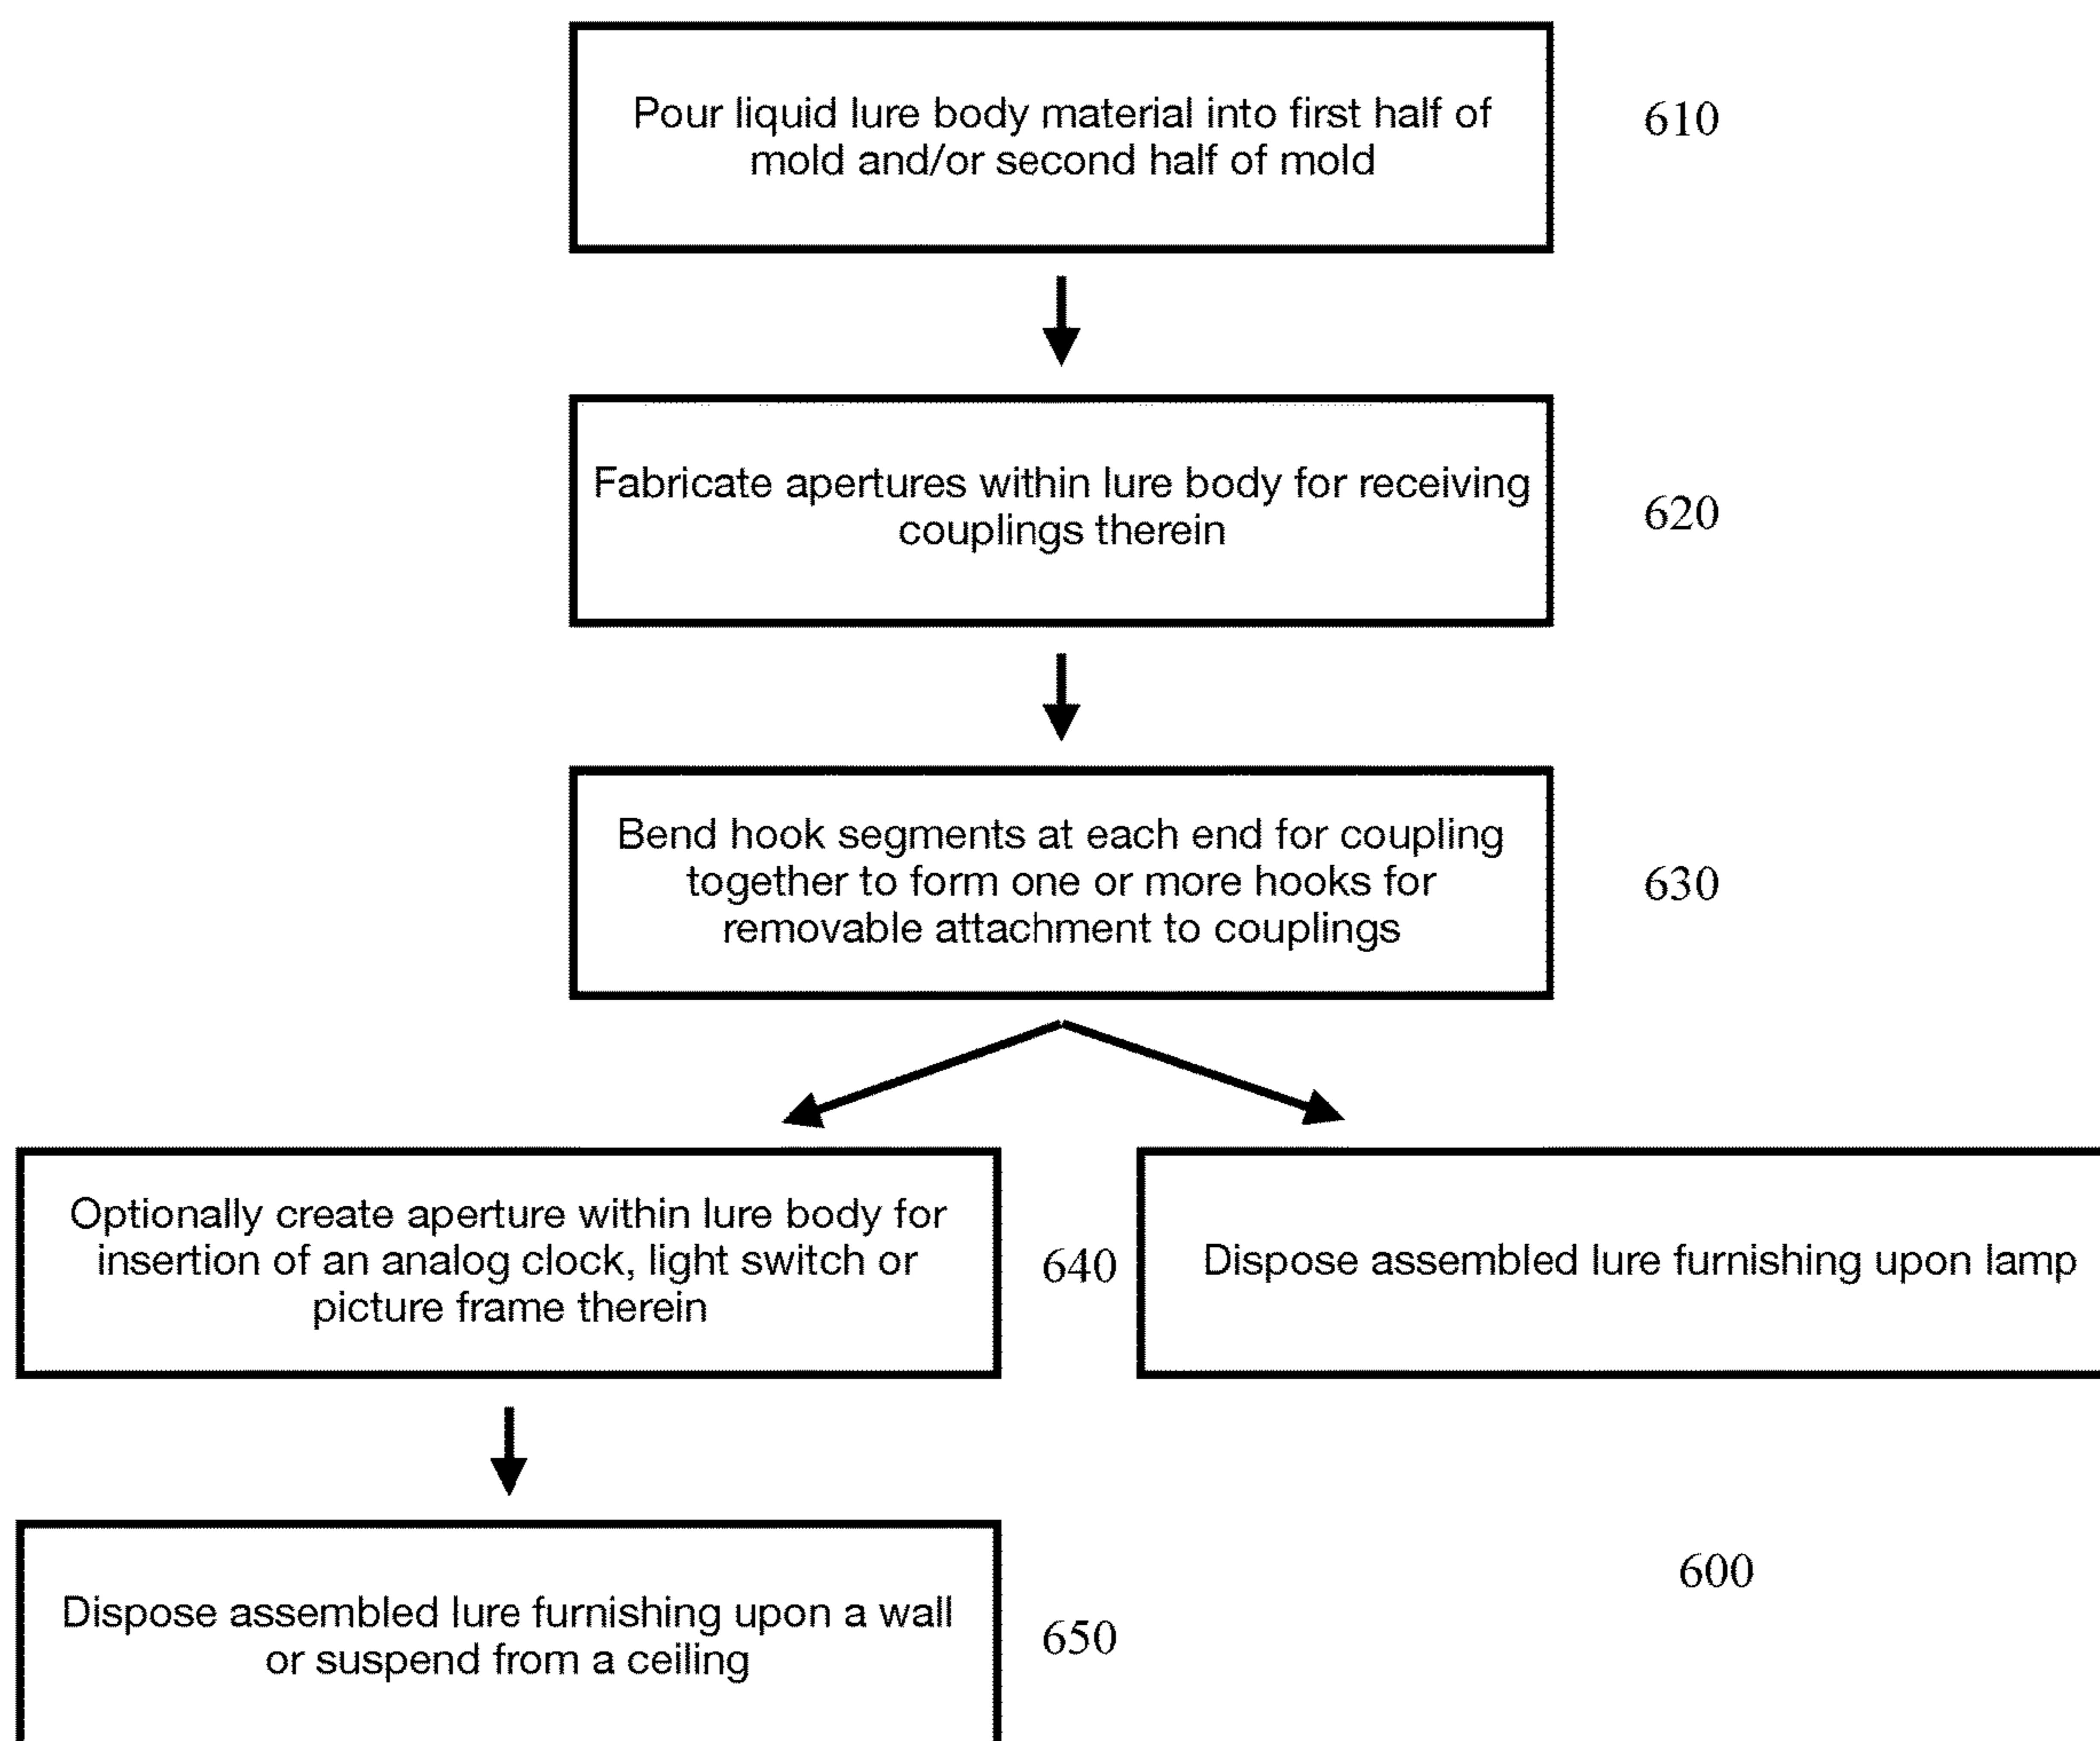 Pour liquid lure body material into first half of
mold and/or second half of mold
610
Fabricate apertures within lure body for receiving
couplings therein
620
Bend hook segments at each end for coupling
together to form one or more hooks for
removable attachment to couplings
630
Optionally create aperture within lure body for
insertion of an analog clock, light switch or
picture frame therein
640
Dispose assembled lure furnishing upon lamp
Dispose assembled lure furnishing upon a wall
or suspend from a ceiling
650
600